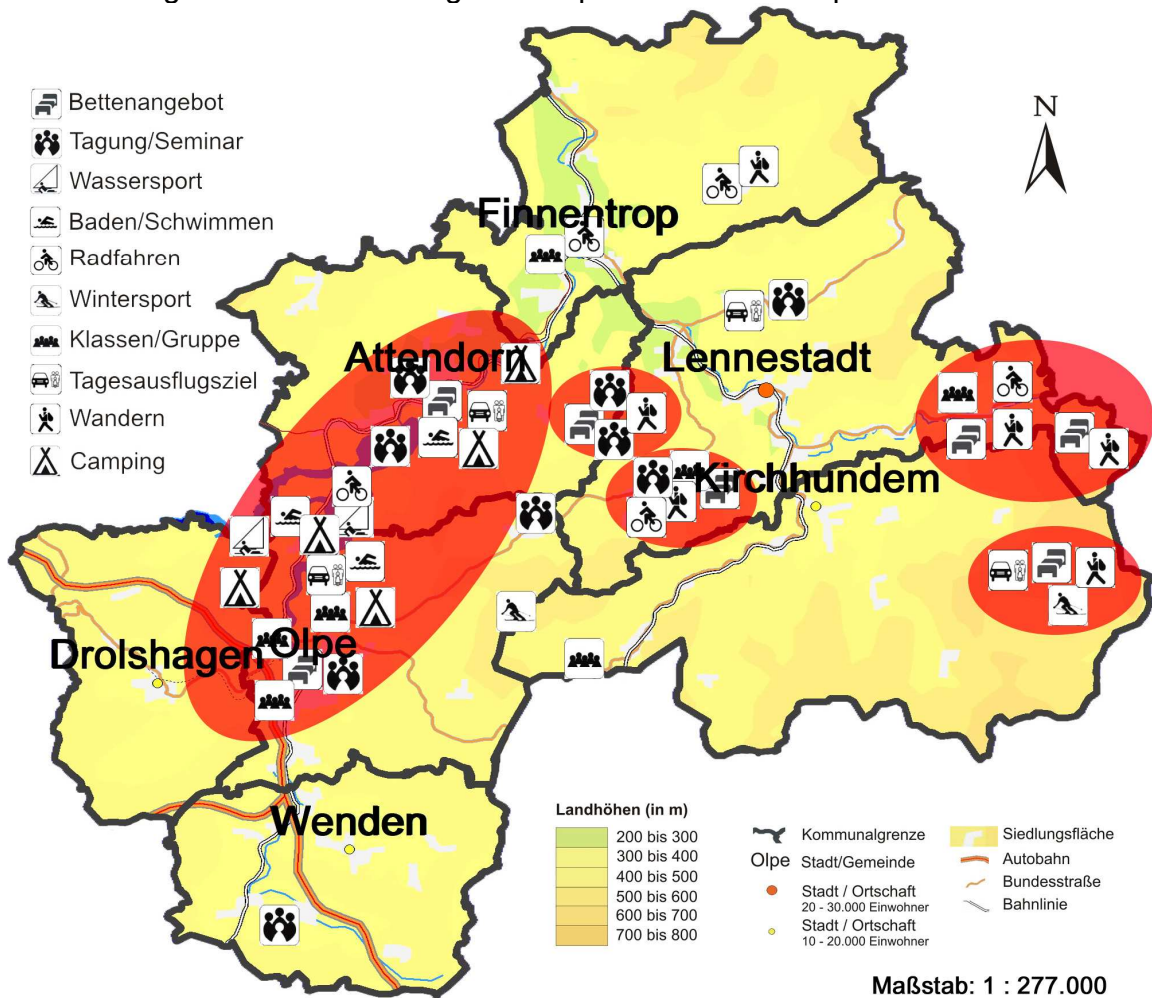 Bettenangebot
Tagung/Seminar
Wassersport
Baden/Schwimmen
Radfahren
Wintersport
Klassen/Gruppe
Tagesausflugsziel
Wandern
Camping
N
Finnentrop
Attendorn
Lennestadt
Kirchhundem
Olpe
Drolshagen
Wenden
Landhöhen (in m)
200 bis 300
300 bis 400
400 bis 500
500 bis 600
600 bis 700
700 bis 800
Kommunalgrenze
Olpe Stadt/Gemeinde
Stadt / Ortschaft
20 - 30.000 Einwohner
Stadt / Ortschaft
10 - 20.000 Einwohner
Siedlungsfläche
Autobahn
Bundesstraße
Bahnlinie
Maßstab: 1 : 277.000